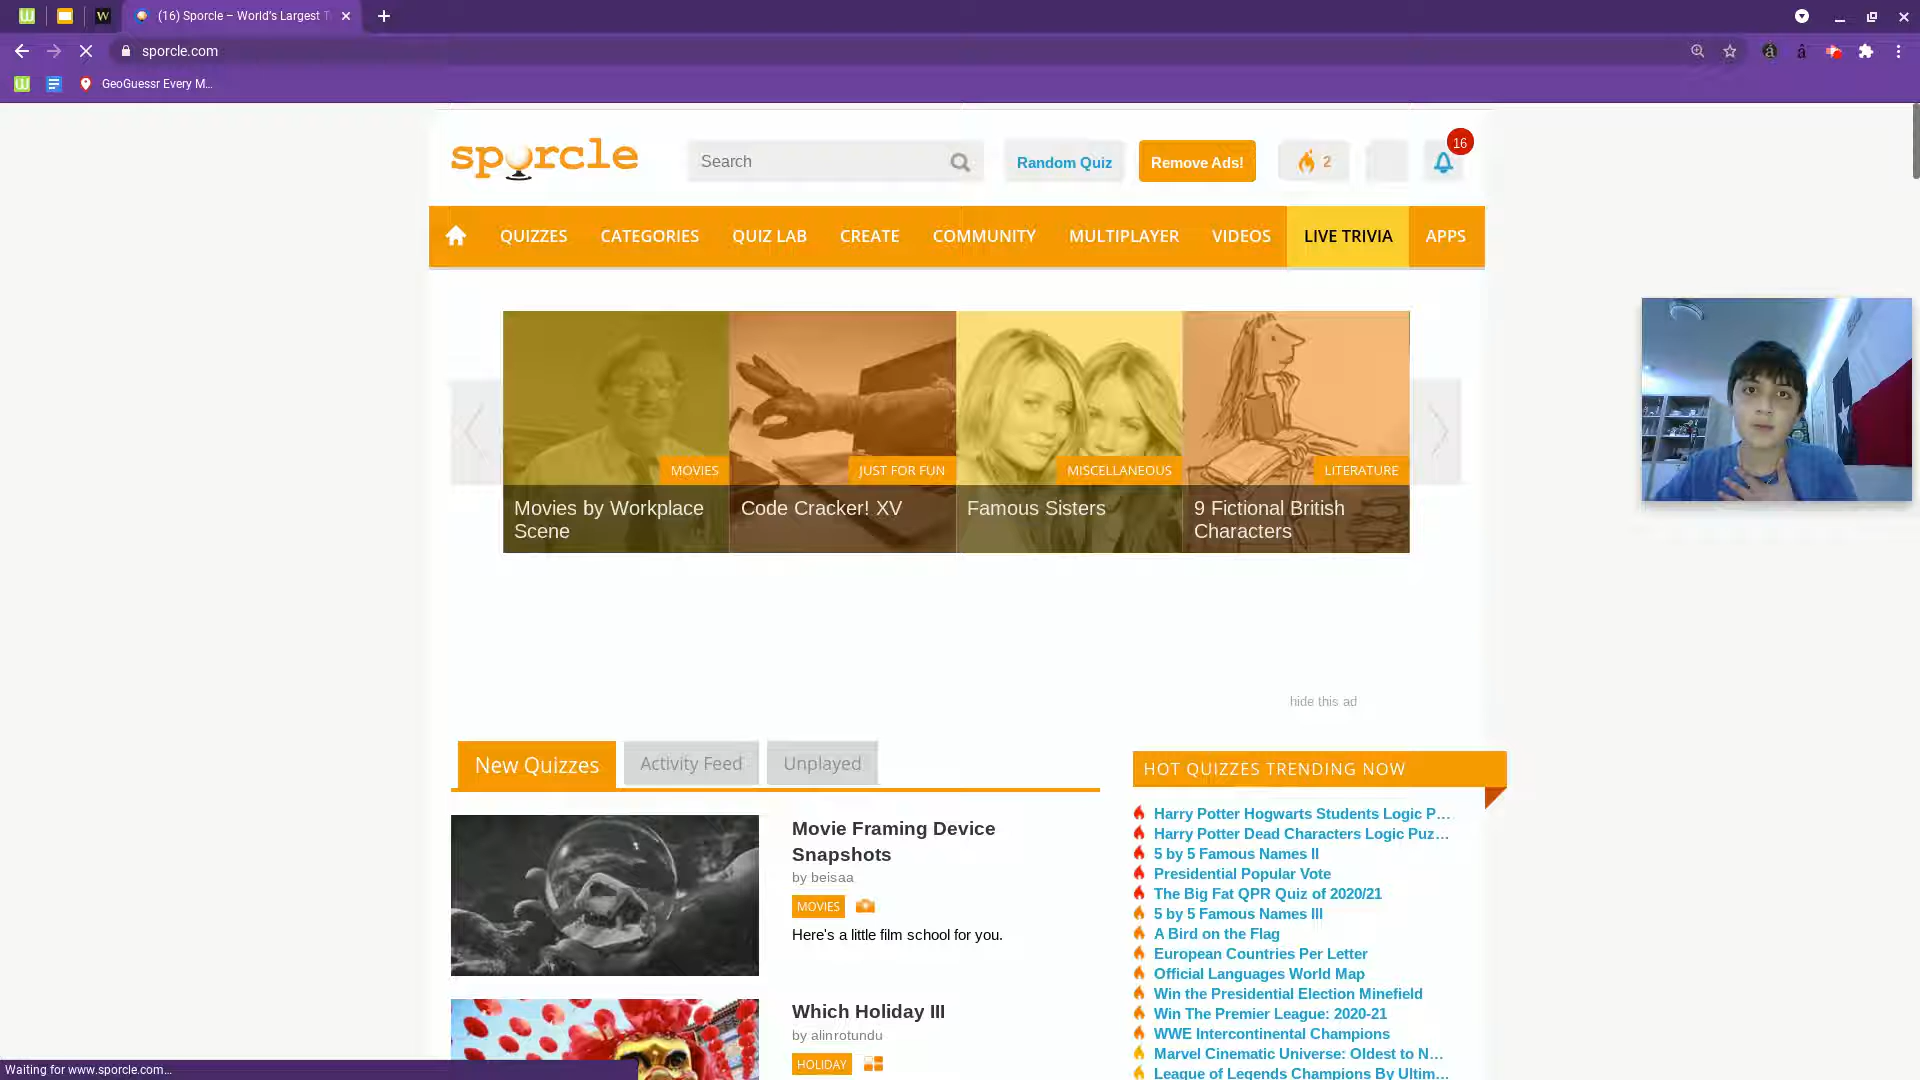 (16) Sporcle – World's Largest T
sporcle.com
GeoGuessr Every M...
sporcle
Search
Random Quiz
Remove Ads!
2
16
QUIZZES
CATEGORIES
QUIZ LAB
CREATE
COMMUNITY
MULTIPLAYER
VIDEOS
LIVE TRIVIA
APPS
MOVIES
Movies by Workplace
Scene
JUST FOR FUN
Code Cracker! XV
MISCELLANEOUS
Famous Sisters
LITERATURE
9 Fictional British
Characters
hide this ad
New Quizzes
Activity Feed
Unplayed
Movie Framing Device
Snapshots
by beisaa
MOVIES
Here's a little film school for you.
Which Holiday III
by alinrotundu
HOLIDAY
HOT QUIZZES TRENDING NOW
Harry Potter Hogwarts Students Logic P...
Harry Potter Dead Characters Logic Puz...
5 by 5 Famous Names II
Presidential Popular Vote
The Big Fat QPR Quiz of 2020/21
5 by 5 Famous Names III
A Bird on the Flag
European Countries Per Letter
Official Languages World Map
Win the Presidential Election Minefield
Win The Premier League: 2020-21
WWE Intercontinental Champions
Marvel Cinematic Universe: Oldest to N...
League of Legends Champions By Ultim...
Waiting for www.sporcle.com...